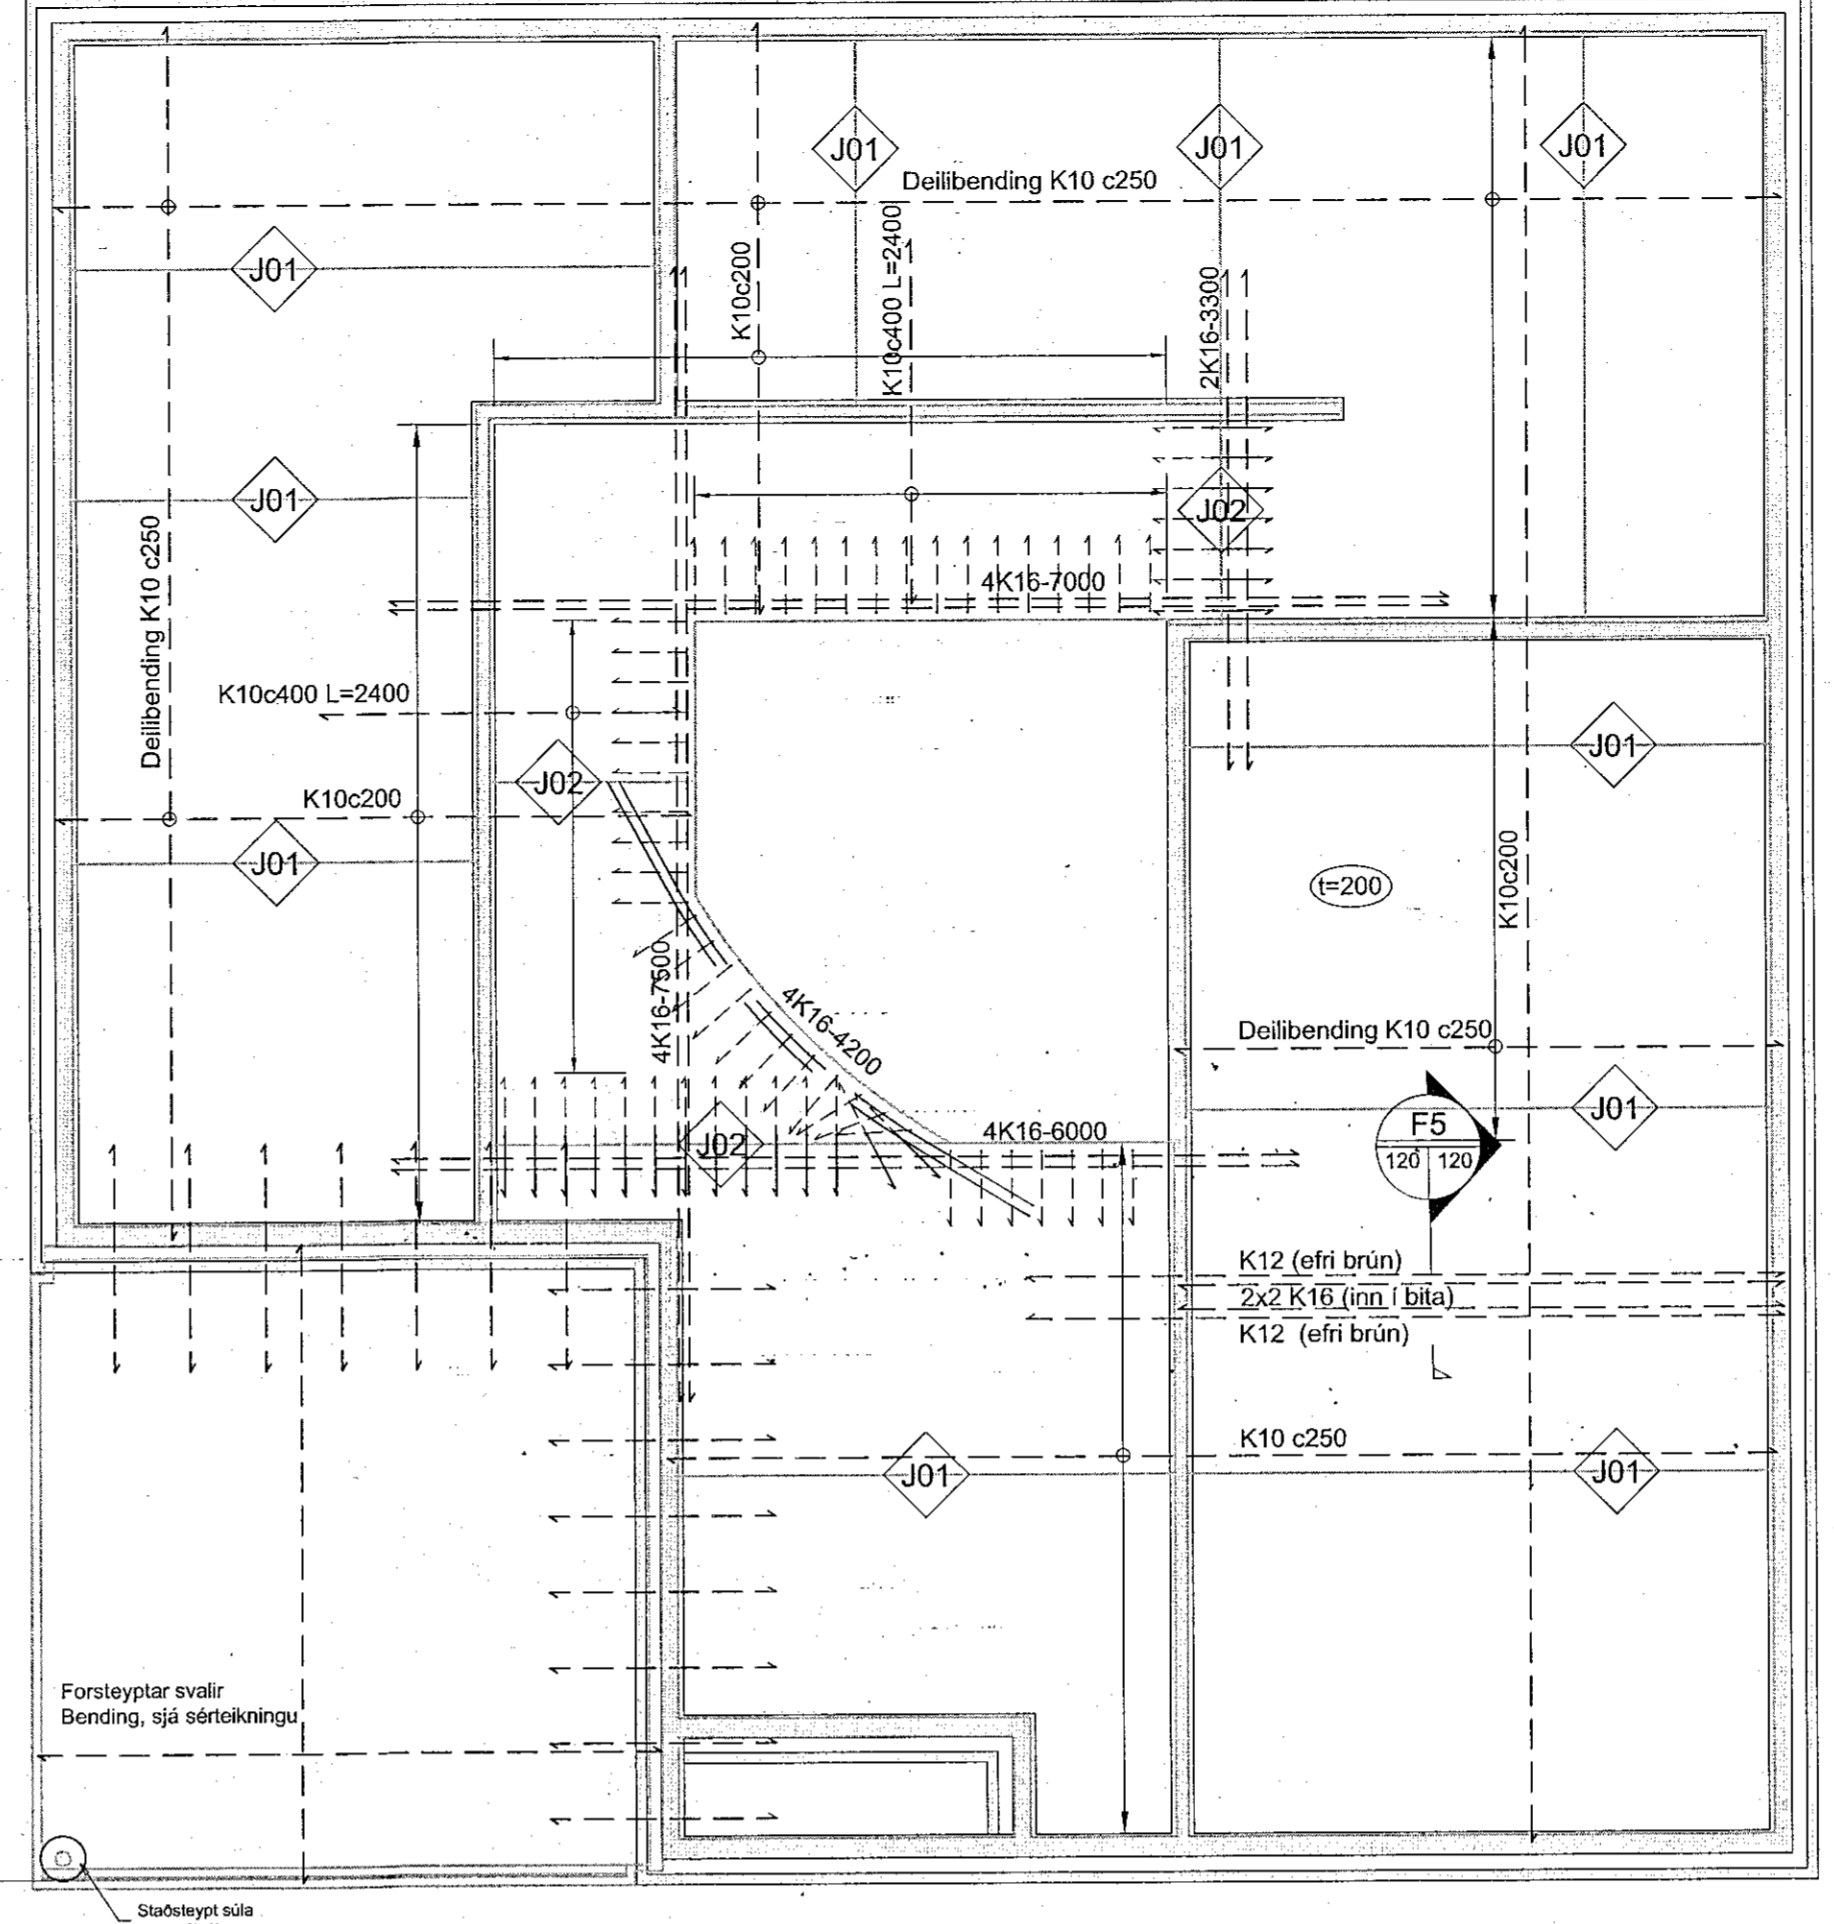 J01
J01
J01
Deilibending K10 c250
K10c200
K10c400 L=2400
2K16-3300
J01
J01
J02
Deilibending K10 c250
4K16-7000
K10c400 L=2400
J02
J01
K10c200
J01
t=200
K10c200
4K16-7500
4K16-4200
Deilibending K10 c250
J01
F5
120 120
J02
4K16-6000
K12 (efri brún)
2x2 K16 (inn í bita)
K12 (efri brún)
K10 c250
J01
J01
Forsteyptar svalir
Bending, sjá sérteikningu
Staðsteypt súla